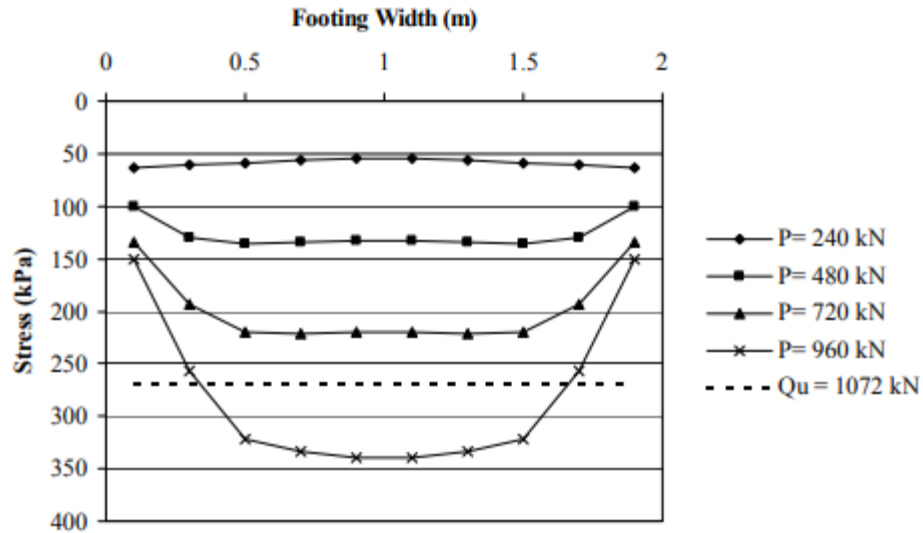 Footing Width (m)
0 0.5 1 1.5 2
0
50
100
150
200
250
300
350
400
Stress (kPa)
P= 240 kN
P= 480 kN
P= 720 kN
P= 960 kN
Qu = 1072 kN